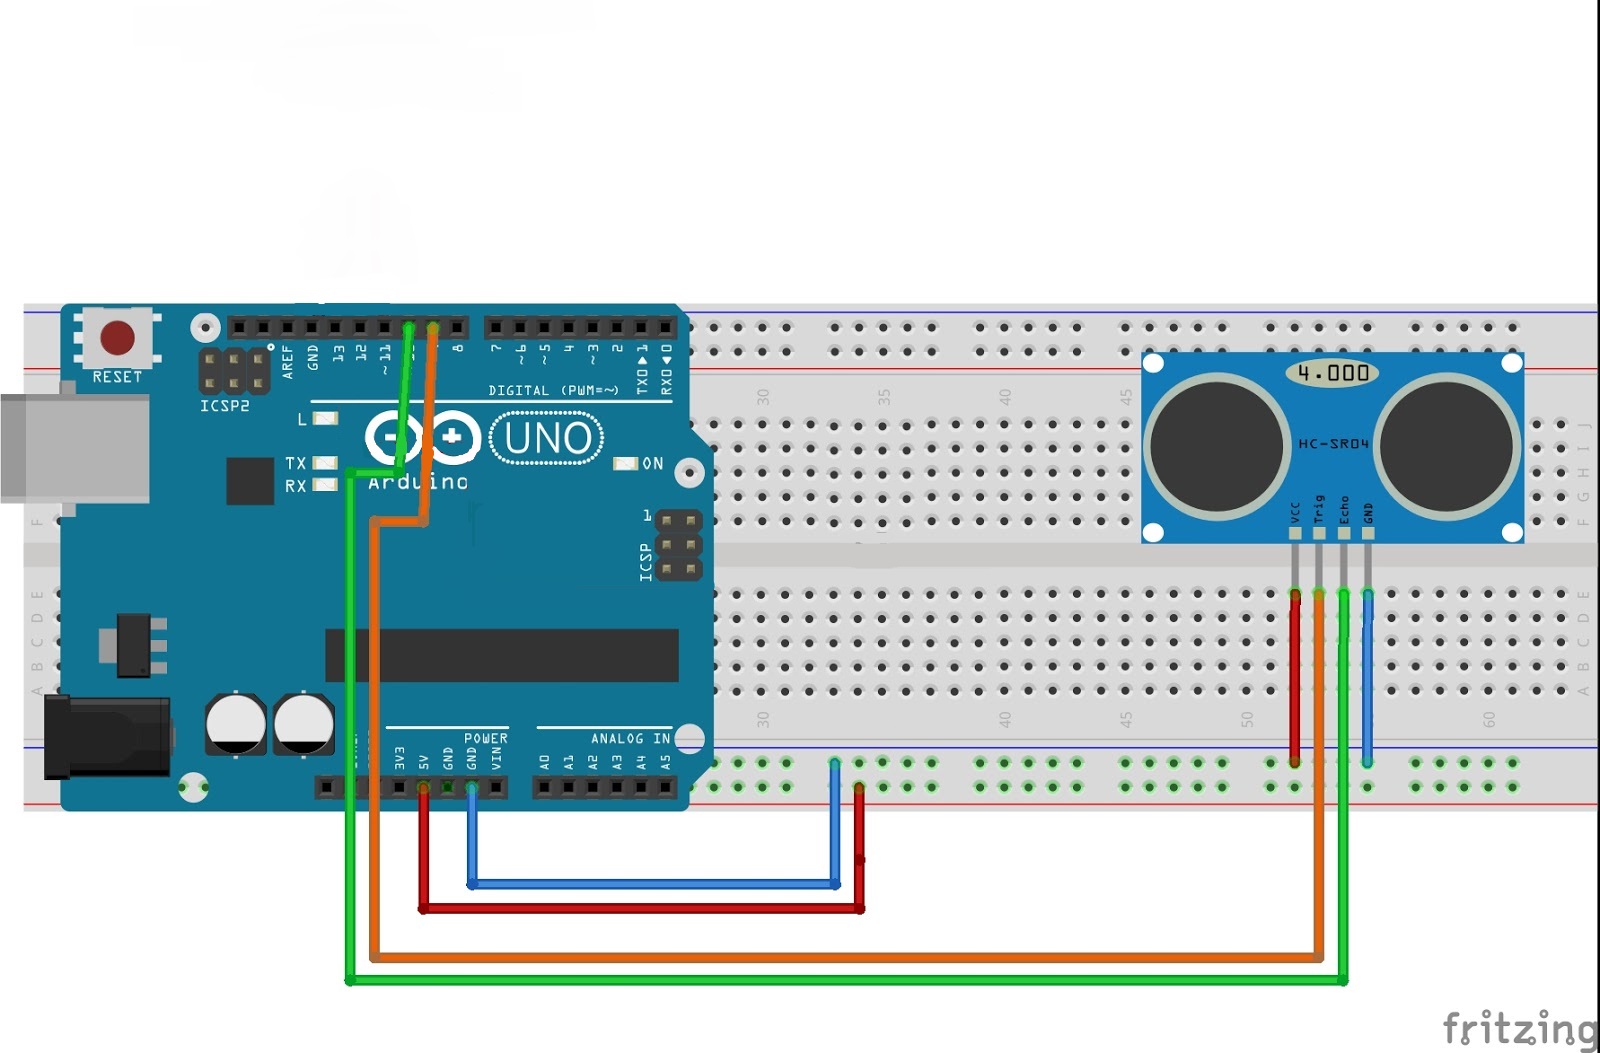 RESET
ICSP2
AREF
GND
13
12
~11
8
7
~6
~5
4
~3
2
TX0▶1
RX0◀0
DIGITAL (PWM=~)
L
TX
RX
UNO
ON
Arduino
1
ICSP
3V3
5V
GND
GND
VIN
POWER
A0
A1
A2
A3
A4
A5
ANALOG IN
30
35
40
45
J
I
H
G
F
F
E
D
C
B
A
E
D
C
B
A
30
40
45
50
60
4.000
HC-SR04
VCC
Trig
Echo
GND
fritzing